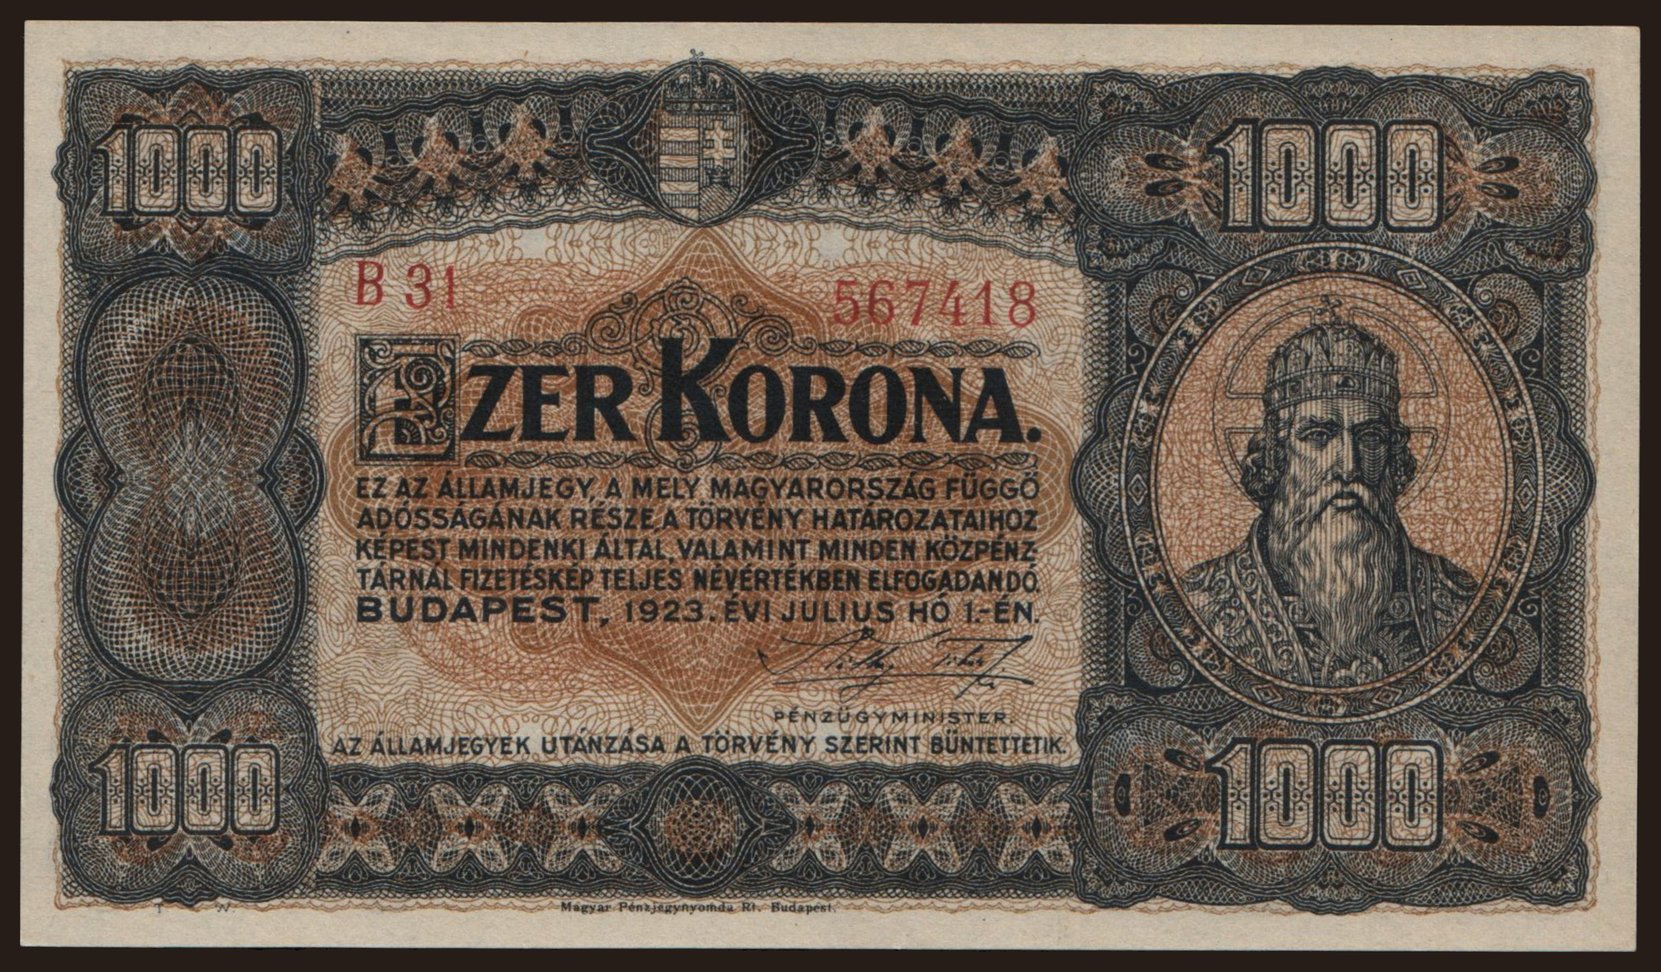 1000
1000
B 31
567418
EZER KORONA.
EZ AZ ÁLLAMJEGY, A MELY MAGYARORSZÁG FÜGGŐ
ADÓSSÁGÁNAK RÉSZE, A TÖRVÉNY HATÁROZATAIHOZ
KÉPEST MINDENKI ÁLTAL, VALAMINT MINDEN KÖZPÉNZ-
TÁRNÁL FIZETÉSKÉP TELJES NÉVÉRTÉKBEN ELFOGADANDÓ.
BUDAPEST, 1923. ÉVI JULIUS HÓ 1.-ÉN.
PÉNZÜGYMINISTER.
AZ ÁLLAMJEGYEK UTÁNZÁSA A TÖRVÉNY SZERINT BÜNTETTETIK.
1000
1000
T W.
Magyar Pénzjegynyomda Rt. Budapest.